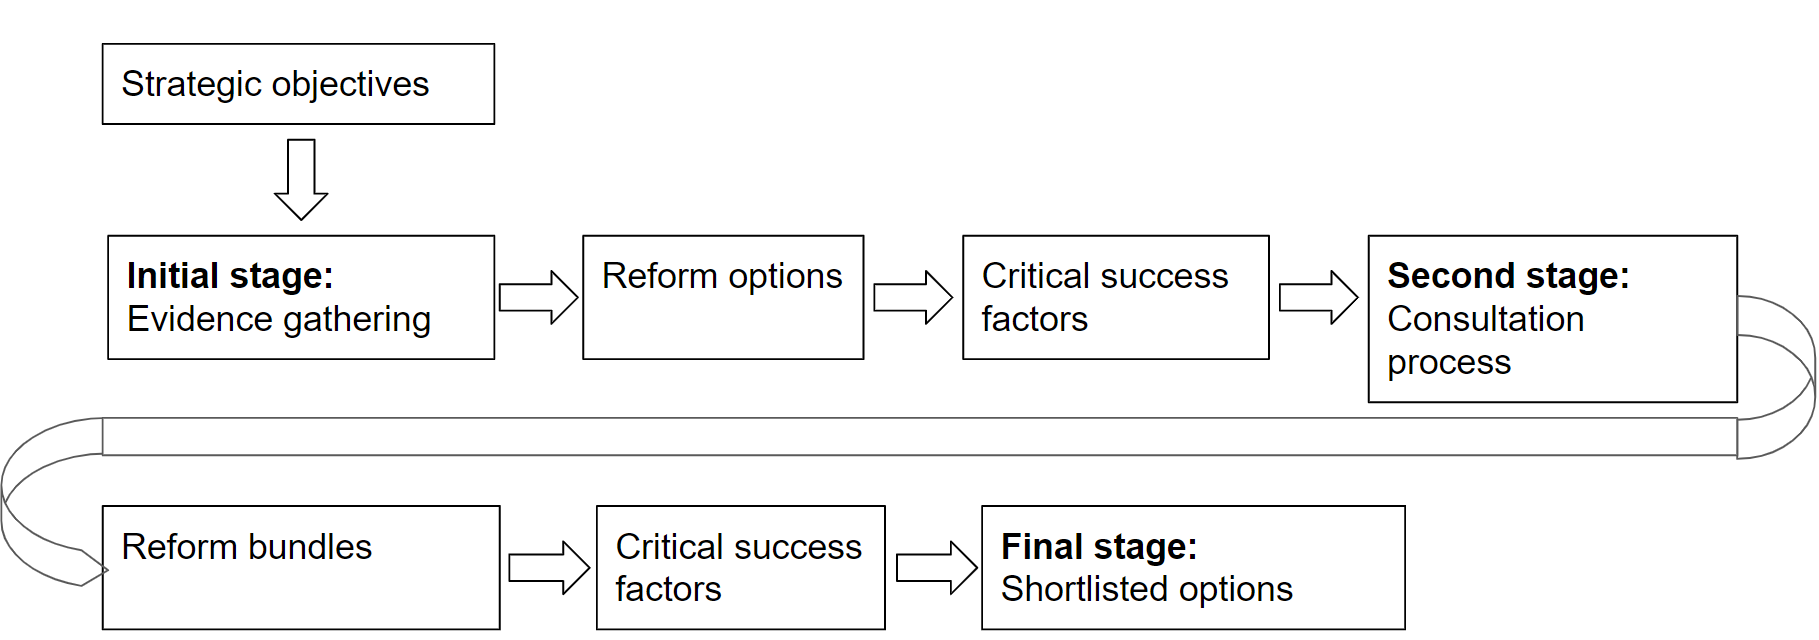 Strategic objectives
Initial stage:
Evidence gathering
Reform options
Critical success
factors
Second stage:
Consultation
process
Reform bundles
Critical success
factors
Final stage:
Shortlisted options